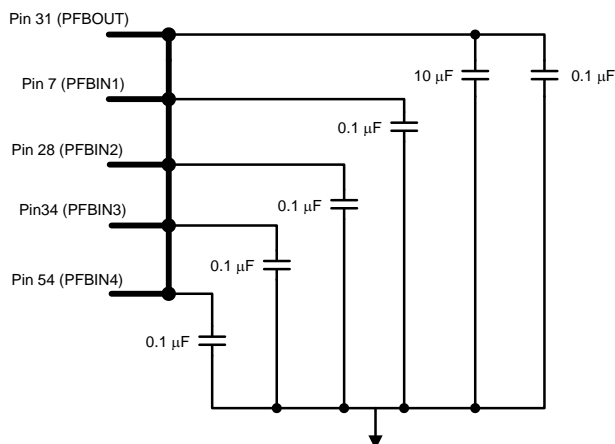 Pin 31 (PFBOUT)
10 µF
0.1 µF
Pin 7 (PFBIN1)
0.1 µF
Pin 28 (PFBIN2)
0.1 µF
Pin34 (PFBIN3)
0.1 µF
Pin 54 (PFBIN4)
0.1 µF